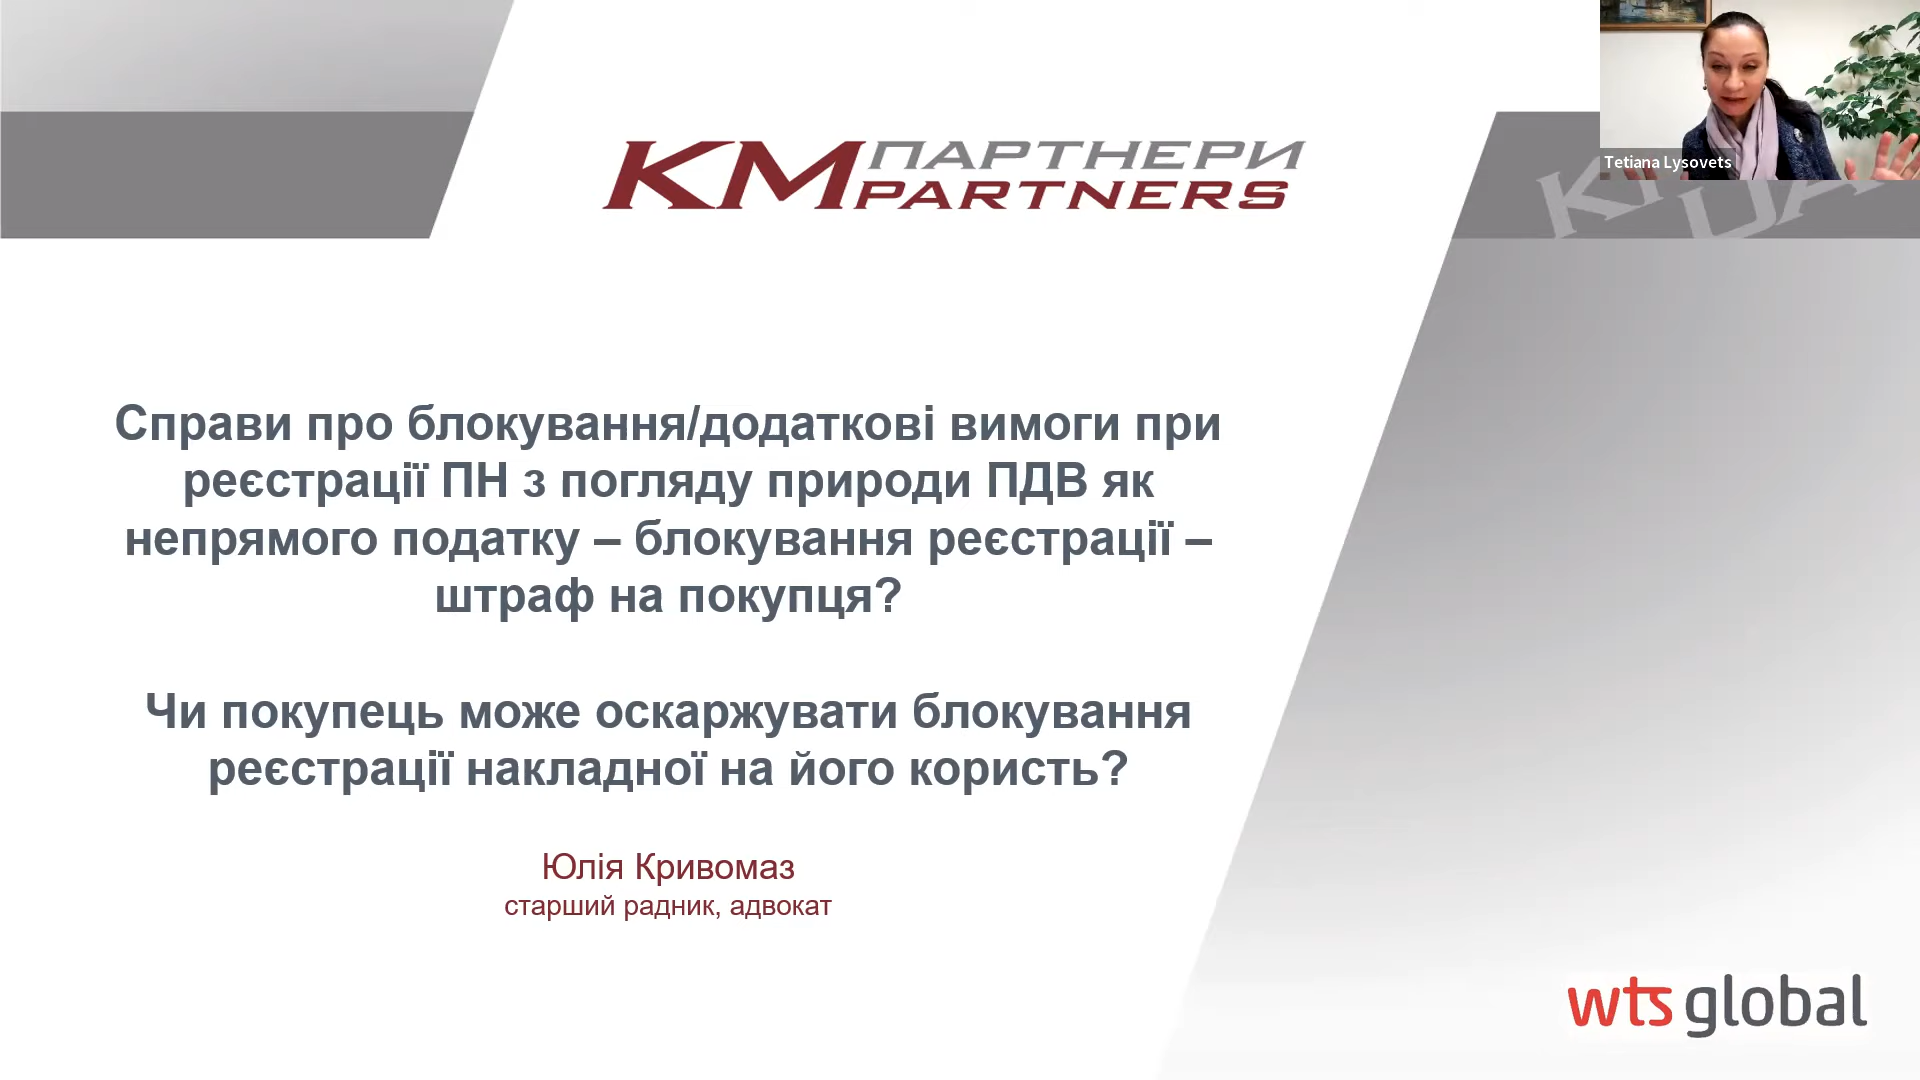 КМ ПАРТНЕРИ
PARTNERS
Tetiana Lysovets
Справи про блокування/додаткові вимоги при
реєстрації ПН з погляду природи ПДВ як
непрямого податку – блокування реєстрації –
штраф на покупця?
Чи покупець може оскаржувати блокування
реєстрації накладної на його користь?
Юлія Кривомаз
старший радник, адвокат
wts global